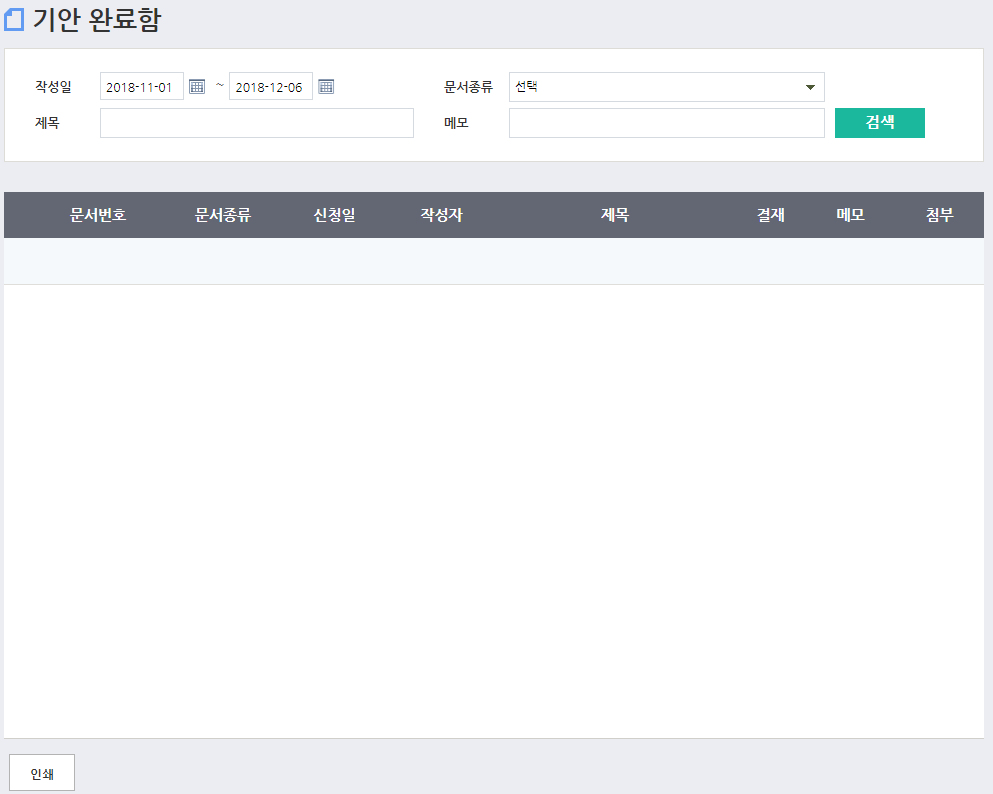 기안 완료함
작성일 2018-11-01 ~ 2018-12-06 문서종류 선택
제목 메모 검색
문서번호 문서종류 신청일 작성자 제목 결재 메모 첨부
인쇄